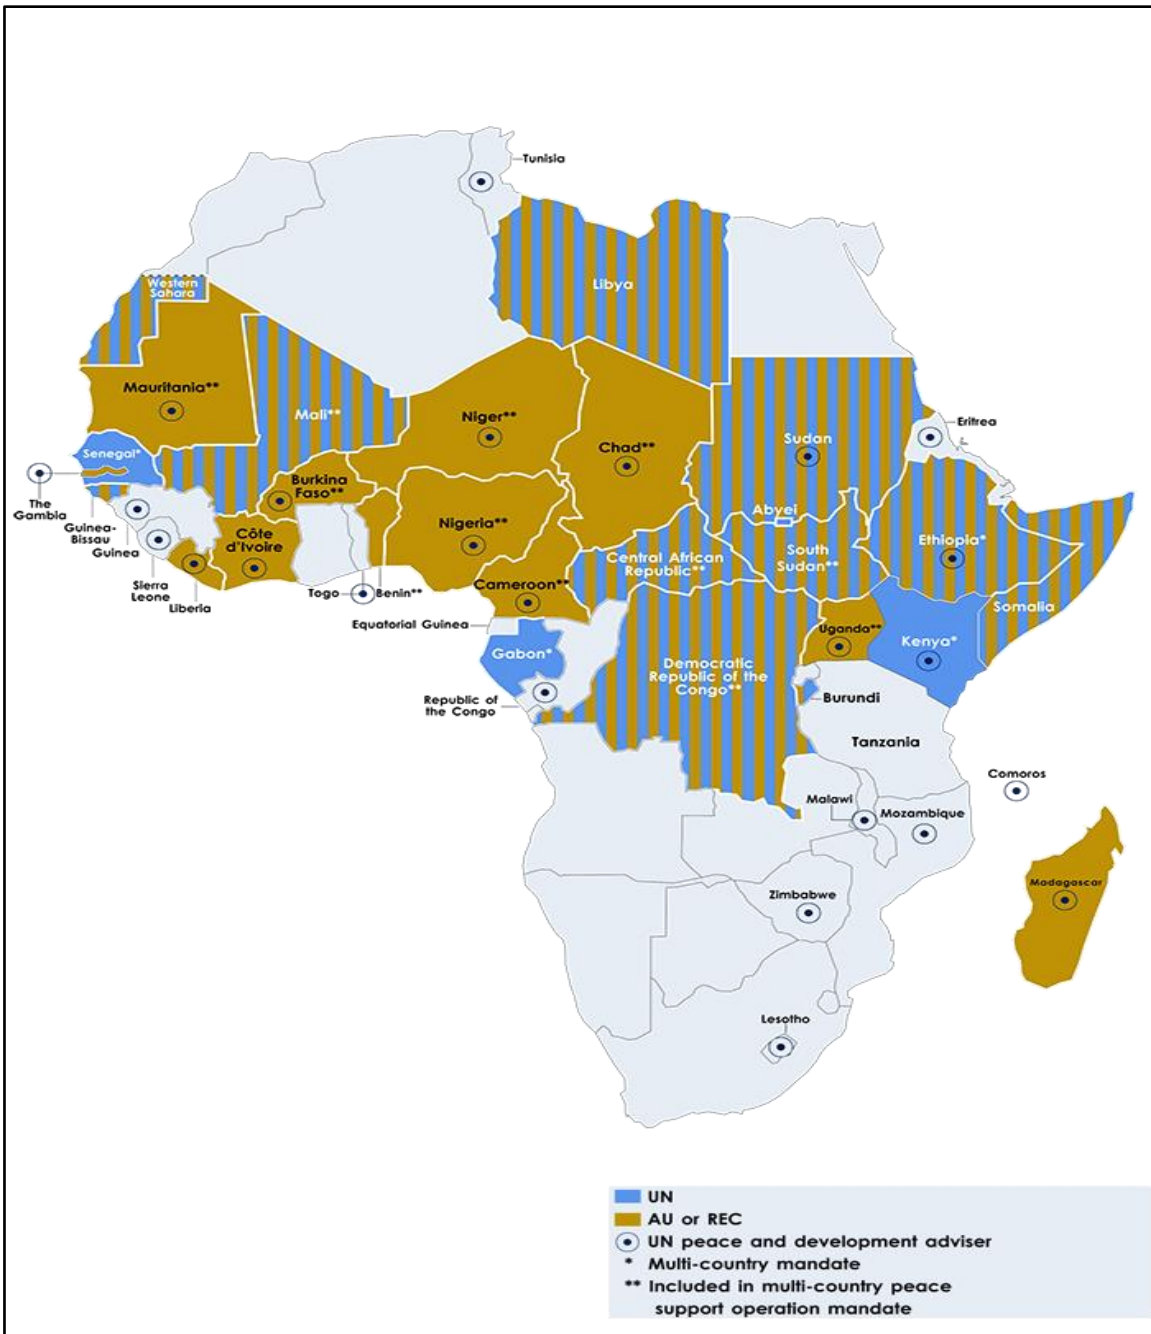 Tunisia
Western
Sahara
Libya
Mauritania**
Mali**
Niger**
Chad**
Sudan
Eritrea
Senegal*
The
Gambia
Guinea-
Bissau
Guinea
Sierra
Leone
Liberia
Burkina
Faso**
Côte
d'Ivoire
Togo
Benin**
Nigeria**
Cameroon**
Equatorial Guinea
Abyei
Central African
Republic**
South
Sudan**
Ethiopia*
Somalia
Gabon*
Republic of
the Congo
Democratic
Republic of the
Congo**
Uganda**
Kenya*
Burundi
Tanzania
Comoros
Malawi
Mozambique
Madagascar
Zimbabwe
Lesotho
UN
AU or REC
UN peace and development adviser
* Multi-country mandate
** Included in multi-country peace
support operation mandate